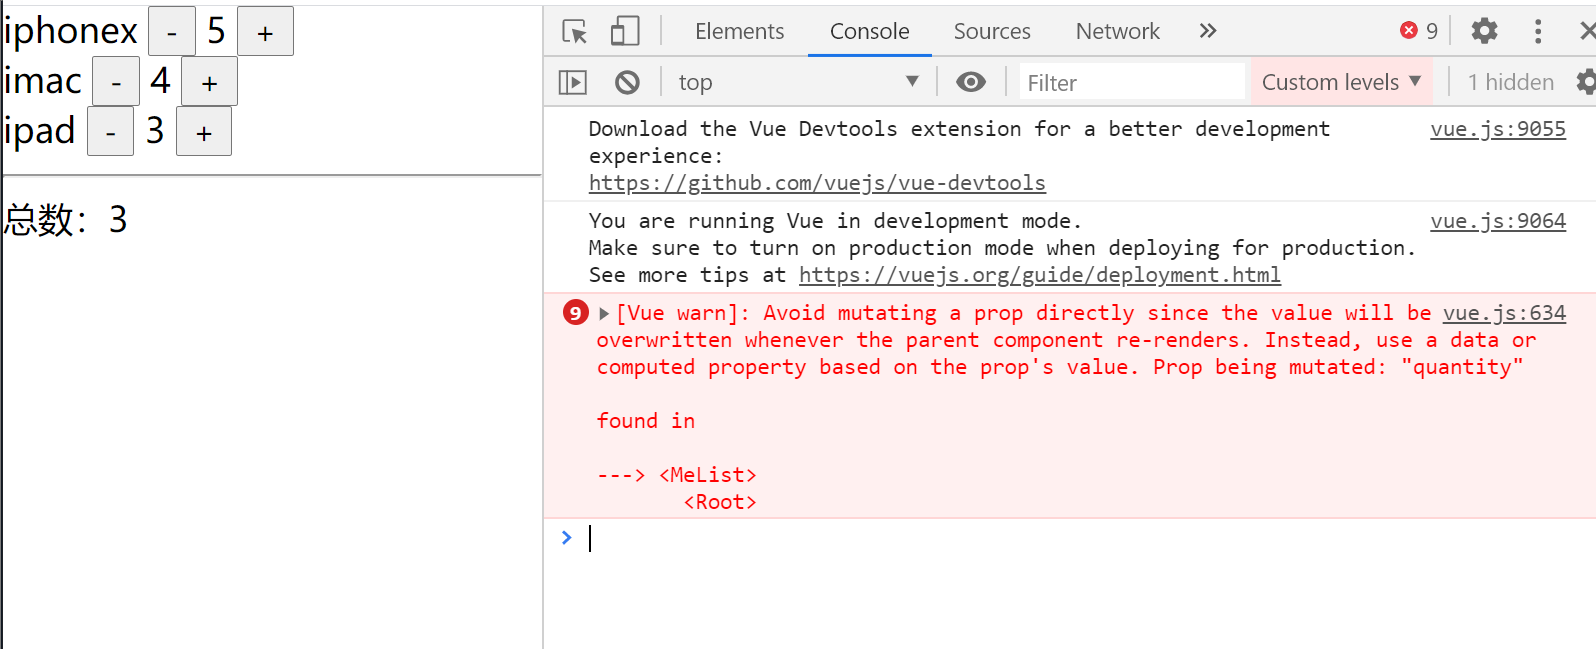 iphonex - 5 +
imac - 4 +
ipad - 3 +
总数：3
Elements Console Sources Network 9
top Filter Custom levels 1 hidden
Download the Vue Devtools extension for a better development vue.js:9055
experience:
https://github.com/vuejs/vue-devtools
You are running Vue in development mode. vue.js:9064
Make sure to turn on production mode when deploying for production.
See more tips at https://vuejs.org/guide/deployment.html
9 [Vue warn]: Avoid mutating a prop directly since the value will be vue.js:634
overwritten whenever the parent component re-renders. Instead, use a data or
computed property based on the prop's value. Prop being mutated: "quantity"
found in
---> <MeList>
<Root>